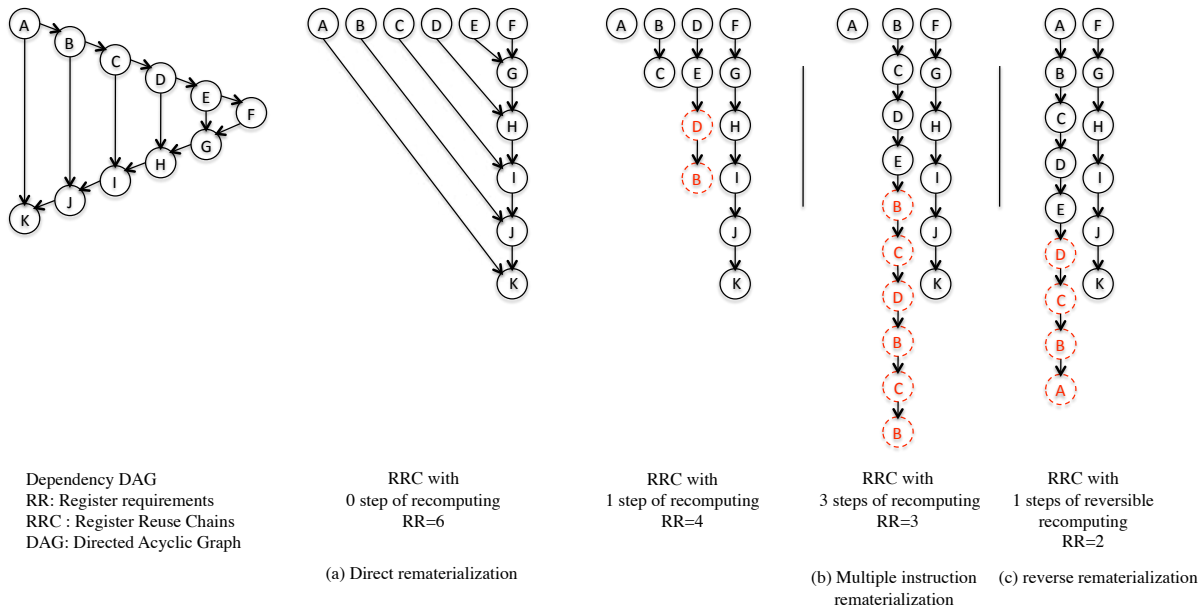 A
B
C
D
E
F
G
H
I
J
K
A B C D E F
G
H
I
J
K
A B D F
C E G
D H
B I
J
K
A B F
C G
D H
E I
B J
C K
D
B
C
B
A F
B G
C H
D I
E J
D K
C
B
A
Dependency DAG
RR: Register requirements
RRC : Register Reuse Chains
DAG: Directed Acyclic Graph
RRC with
0 step of recomputing
RR=6
(a) Direct rematerialization
RRC with
1 step of recomputing
RR=4
RRC with
3 steps of recomputing
RR=3
(b) Multiple instruction
rematerialization
RRC with
1 steps of reversible
recomputing
RR=2
(c) reverse rematerialization